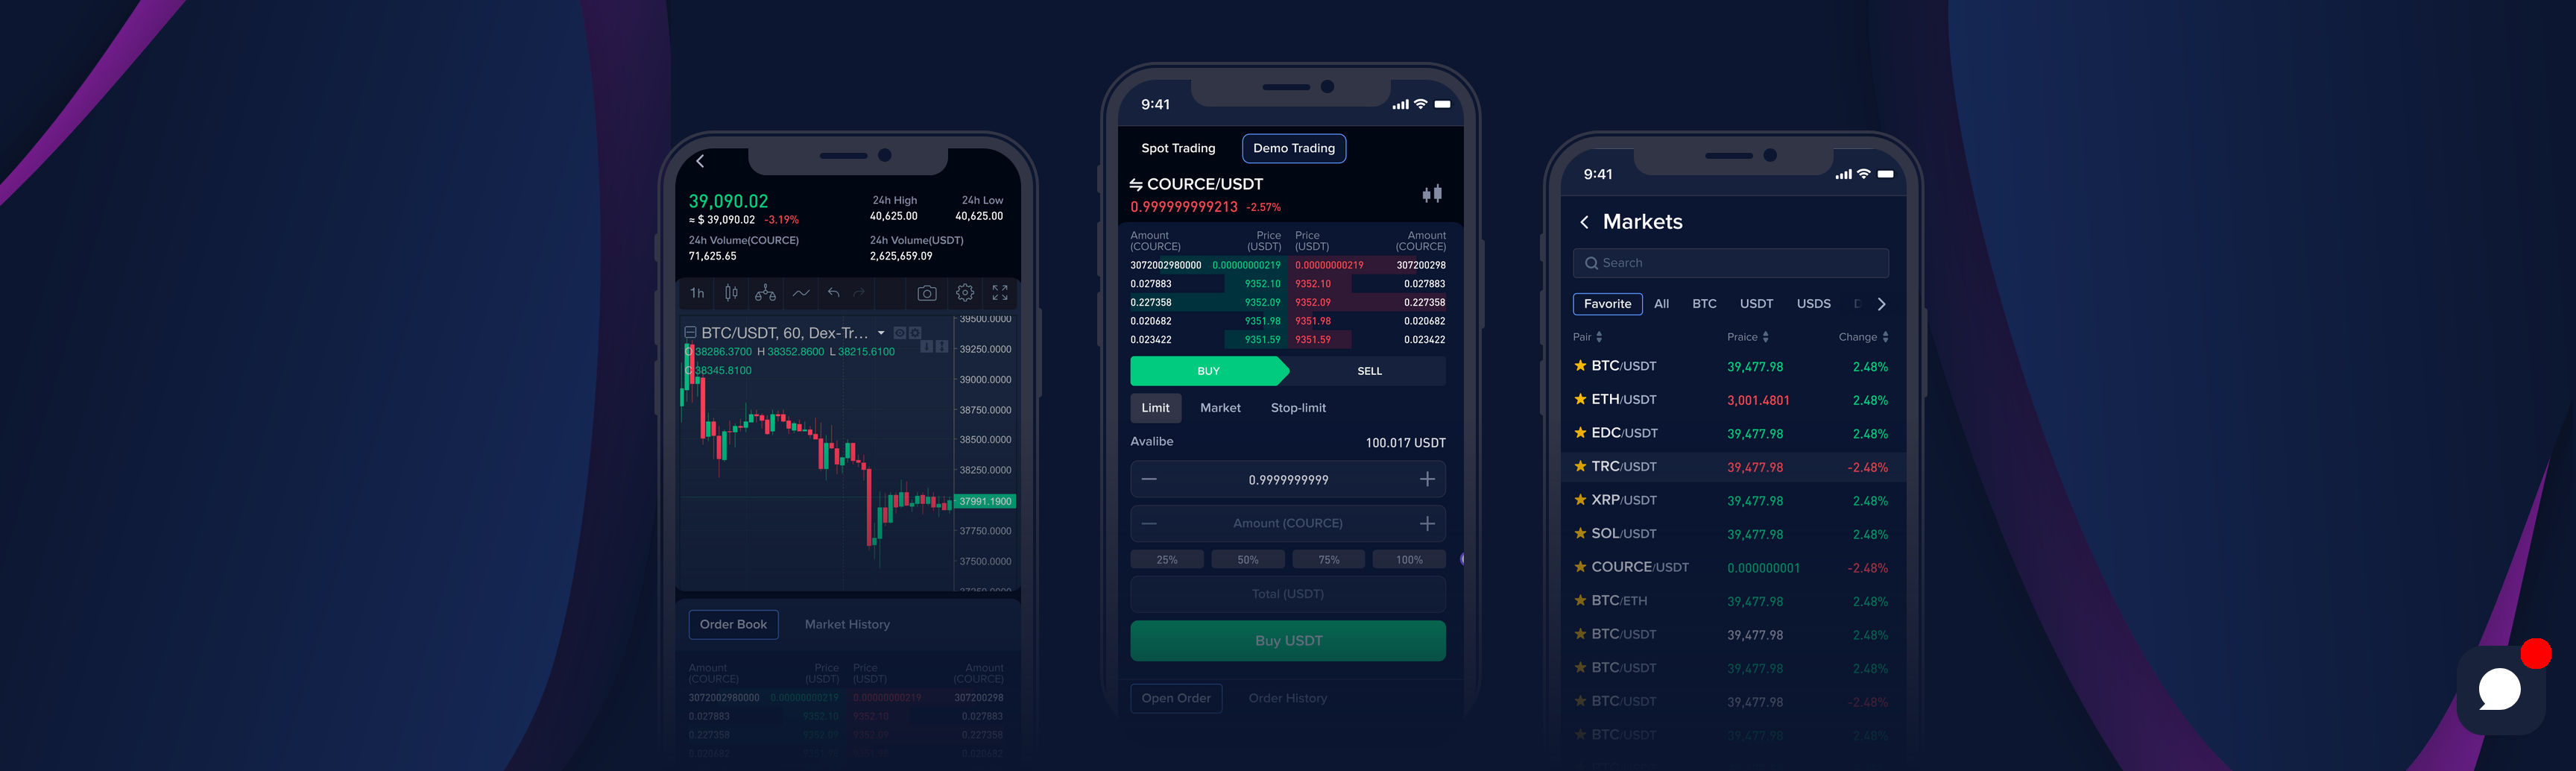 39,090.02
≈ $ 39,090.02 -3.19%
24h High 24h Low
40,625.00 40,625.00
24h Volume(COURCE) 24h Volume(USDT)
71,625.65 2,625,659.09
1h
BTC/USDT, 60, Dex-Tr...
O 38286.3700 H 38352.8600 L 38215.6100
C 38345.8100
39500.0000
39250.0000
39000.0000
38750.0000
38500.0000
38250.0000
37991.1900
37750.0000
37500.0000
37250.0000
Order Book Market History
Amount Price Price Amount
(COURCE) (USDT) (USDT) (COURCE)
3072002980000 0.00000000219 0.00000000219 307200298
0.027883 9352.10 9352.10 0.027883
0.227358 9352.09 9352.09 0.227358
0.020682 0.020682
9:41
Spot Trading Demo Trading
COURCE/USDT
0.999999999213 -2.57%
Amount Price Price Amount
(COURCE) (USDT) (USDT) (COURCE)
3072002980000 0.00000000219 0.00000000219 307200298
0.027883 9352.10 9352.10 0.027883
0.227358 9352.09 9352.09 0.227358
0.020682 9351.98 9351.98 0.020682
0.023422 9351.59 9351.59 0.023422
BUY SELL
Limit Market Stop-limit
Avalibe 100.017 USDT
0.9999999999
Amount (COURCE)
25% 50% 75% 100%
Total (USDT)
Buy USDT
Open Order Order History
9:41
Markets
Search
Favorite All BTC USDT USDS
Pair Praice Change
BTC/USDT 39,477.98 2.48%
ETH/USDT 3,001.4801 2.48%
EDC/USDT 39,477.98 2.48%
TRC/USDT 39,477.98 -2.48%
XRP/USDT 39,477.98 2.48%
SOL/USDT 39,477.98 2.48%
COURCE/USDT 0.000000001 -2.48%
BTC/ETH 39,477.98 2.48%
BTC/USDT 39,477.98 2.48%
BTC/USDT 39,477.98 2.48%
BTC/USDT 39,477.98 -2.48%
BTC/USDT 39,477.98 2.48%